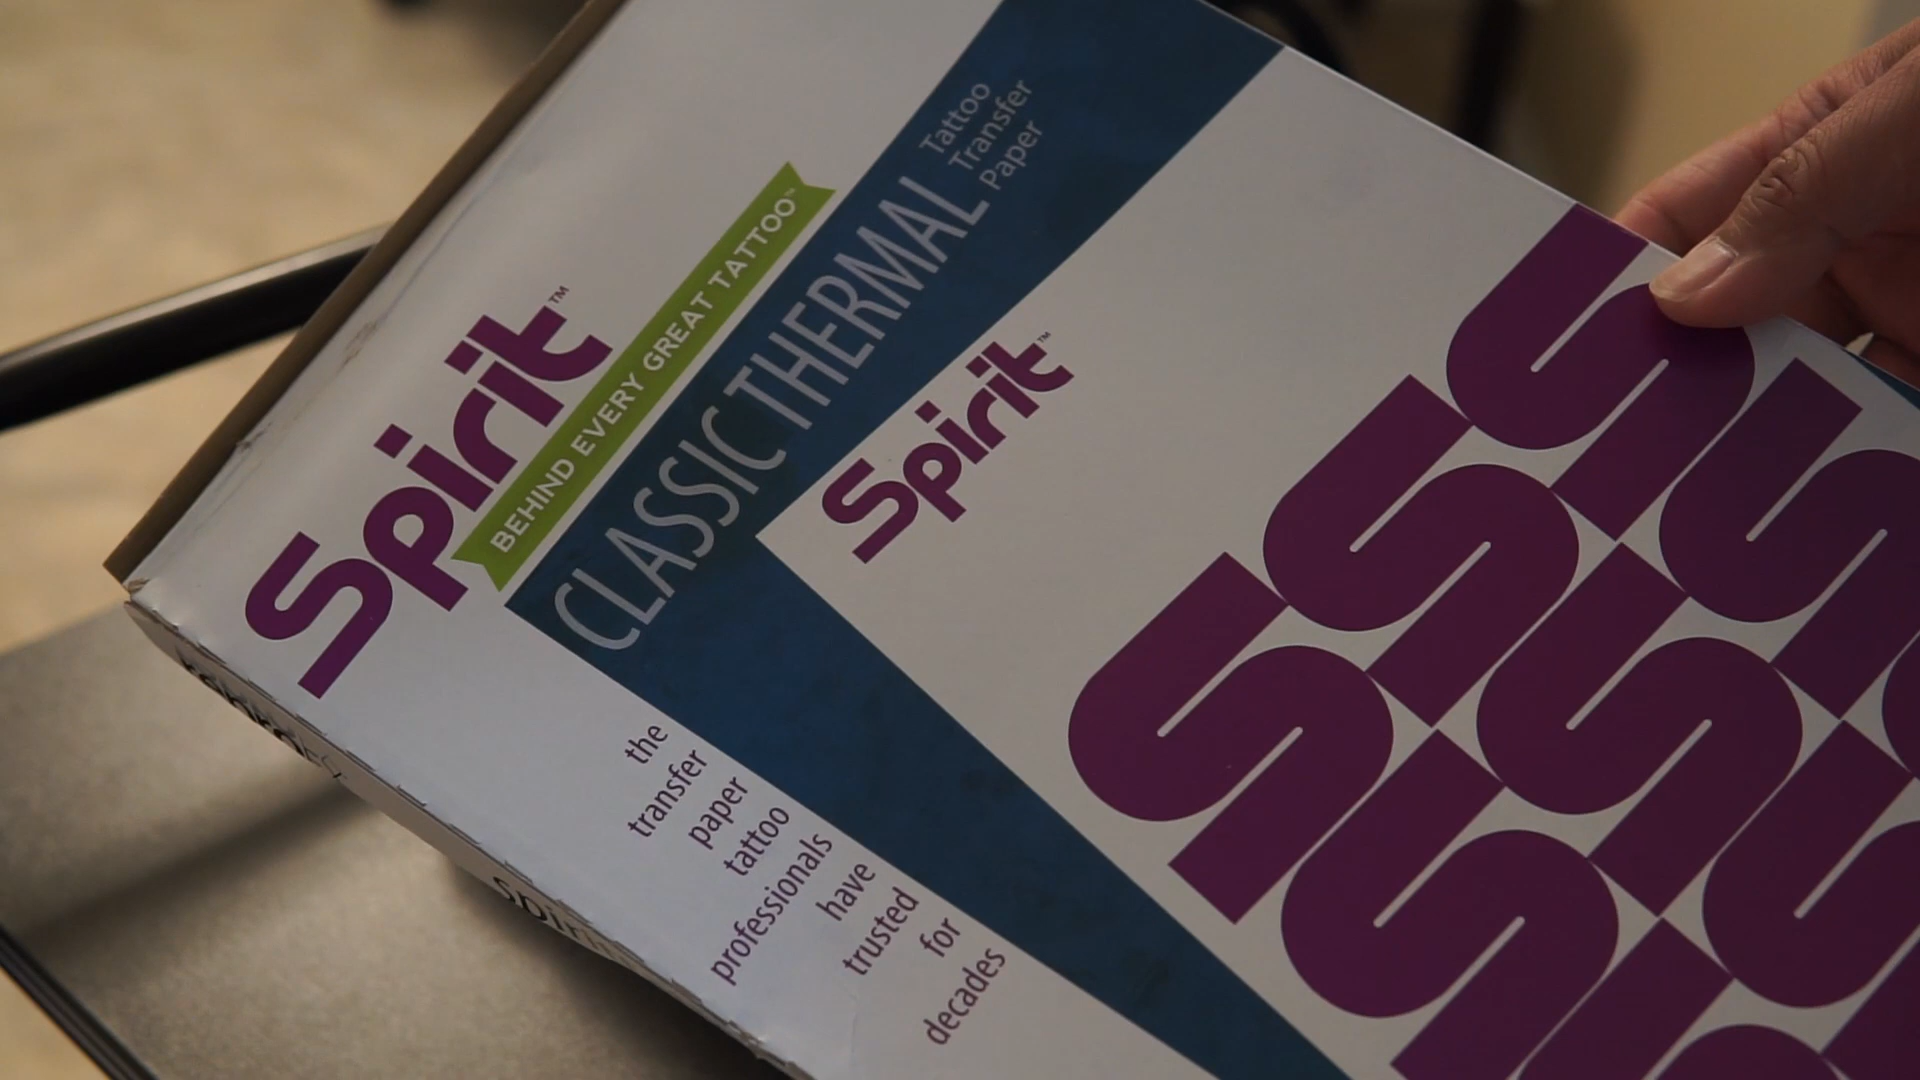 Spirit™
BEHIND EVERY GREAT TATTOO™
CLASSIC THERMAL
Tattoo
Transfer
Paper
Spirit™
the
transfer
paper
tattoo
professionals
have
trusted
for
decades
Spirit